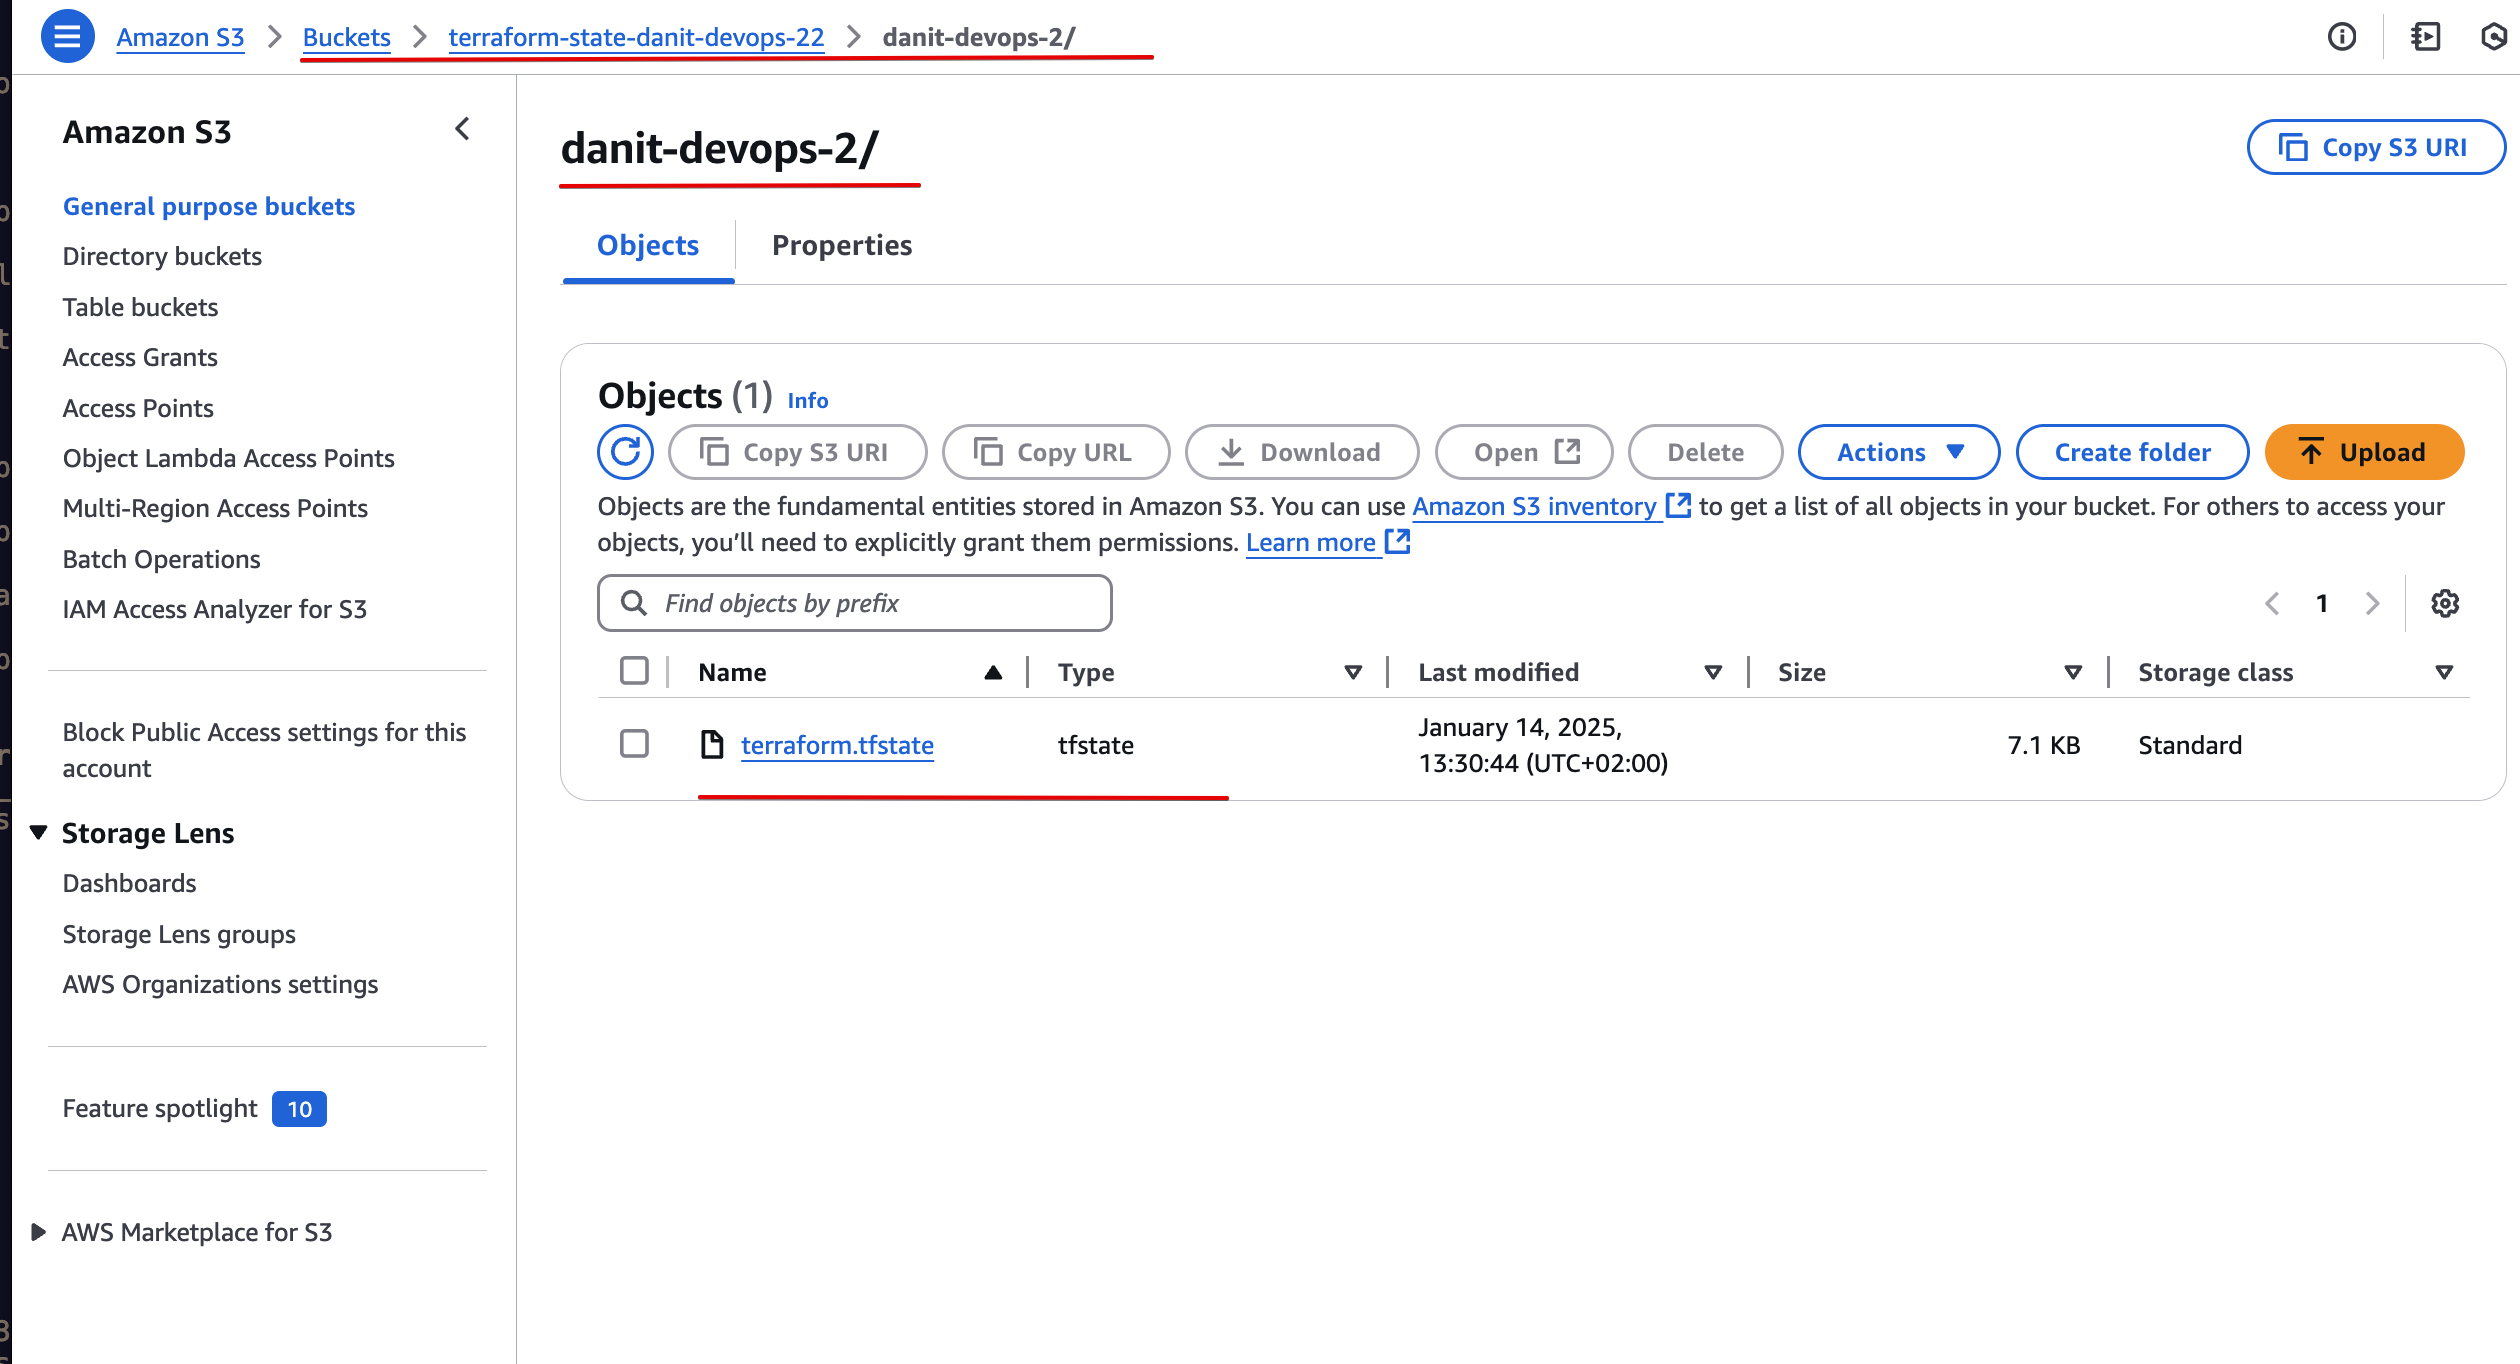 Amazon S3 > Buckets > terraform-state-danit-devops-22 > danit-devops-2/
Amazon S3
General purpose buckets
Directory buckets
Table buckets
Access Grants
Access Points
Object Lambda Access Points
Multi-Region Access Points
Batch Operations
IAM Access Analyzer for S3
Block Public Access settings for this
account
Storage Lens
Dashboards
Storage Lens groups
AWS Organizations settings
Feature spotlight 10
AWS Marketplace for S3
danit-devops-2/
Copy S3 URI
Objects Properties
Objects (1) Info
Copy S3 URI Copy URL Download Open Delete Actions Create folder Upload
Objects are the fundamental entities stored in Amazon S3. You can use Amazon S3 inventory to get a list of all objects in your bucket. For others to access your
objects, you’ll need to explicitly grant them permissions. Learn more
Find objects by prefix
1
Name Type Last modified Size Storage class
terraform.tfstate tfstate January 14, 2025, 7.1 KB Standard
13:30:44 (UTC+02:00)